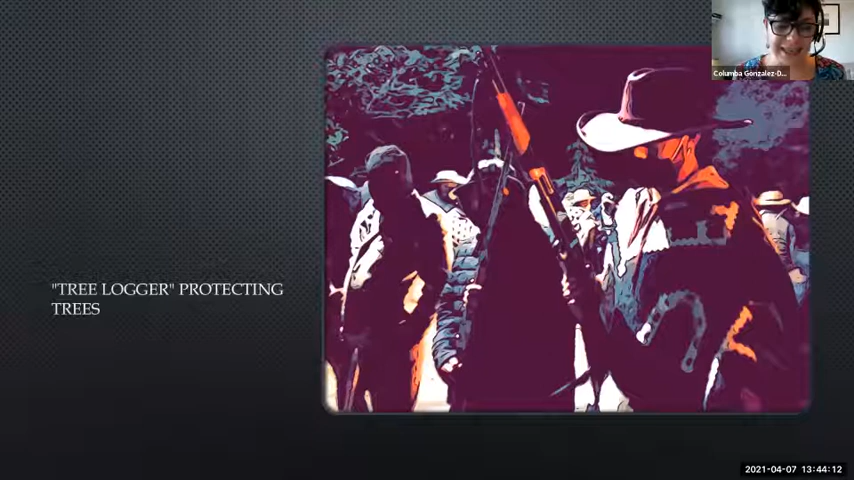 Columba Gonzalez-D...
"TREE LOGGER" PROTECTING
TREES
2021-04-07 13:44:12